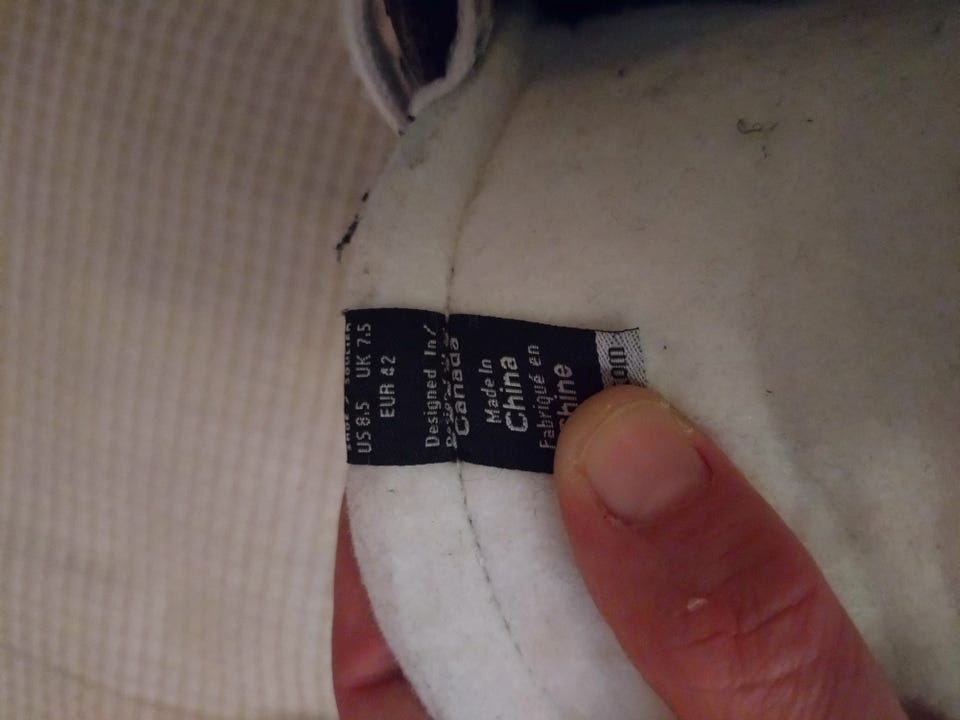 US 8.5 UK 7.5
EUR 42
Designed In/
Canada
Made In
China
Fabriqué en